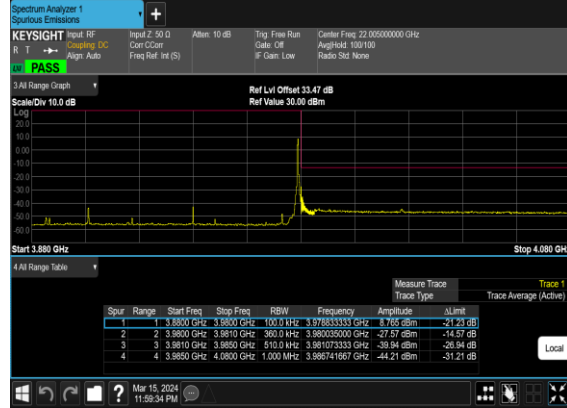 Spectrum Analyzer 1
Spurious Emissions
+
KEYSIGHT Input: RF Input Z: 50 Ω Atten: 10 dB Trig: Free Run Center Freq: 22.005000000 GHz
R T Coupling: DC Corr CCorr Gate: Off Avg|Hold: 100/100
Align: Auto Freq Ref: Int (S) IF Gain: Low Radio Std: None
PASS
3 All Range Graph
Ref Lvl Offset 33.47 dB
Scale/Div 10.0 dB Ref Value 30.00 dBm
Log
20.0
10.0
0.00
-10.0
-20.0
-30.0
-40.0
-50.0
-60.0
Start 3.880 GHz Stop 4.080 GHz
4 All Range Table
Measure Trace Trace 1
Trace Type Trace Average (Active)
Spur Range Start Freq Stop Freq RBW Frequency Amplitude ΔLimit
1 1 3.8800 GHz 3.9800 GHz 100.0 kHz 3.978833333 GHz 8.765 dBm -21.23 dB
2 2 3.9800 GHz 3.9810 GHz 360.0 kHz 3.980035000 GHz -27.57 dBm -14.57 dB
3 3 3.9810 GHz 3.9850 GHz 510.0 kHz 3.981073333 GHz -39.94 dBm -26.94 dB
4 4 3.9850 GHz 4.0800 GHz 1.000 MHz 3.986741667 GHz -44.21 dBm -31.21 dB
Local
?
Mar 15, 2024
11:59:34 PM